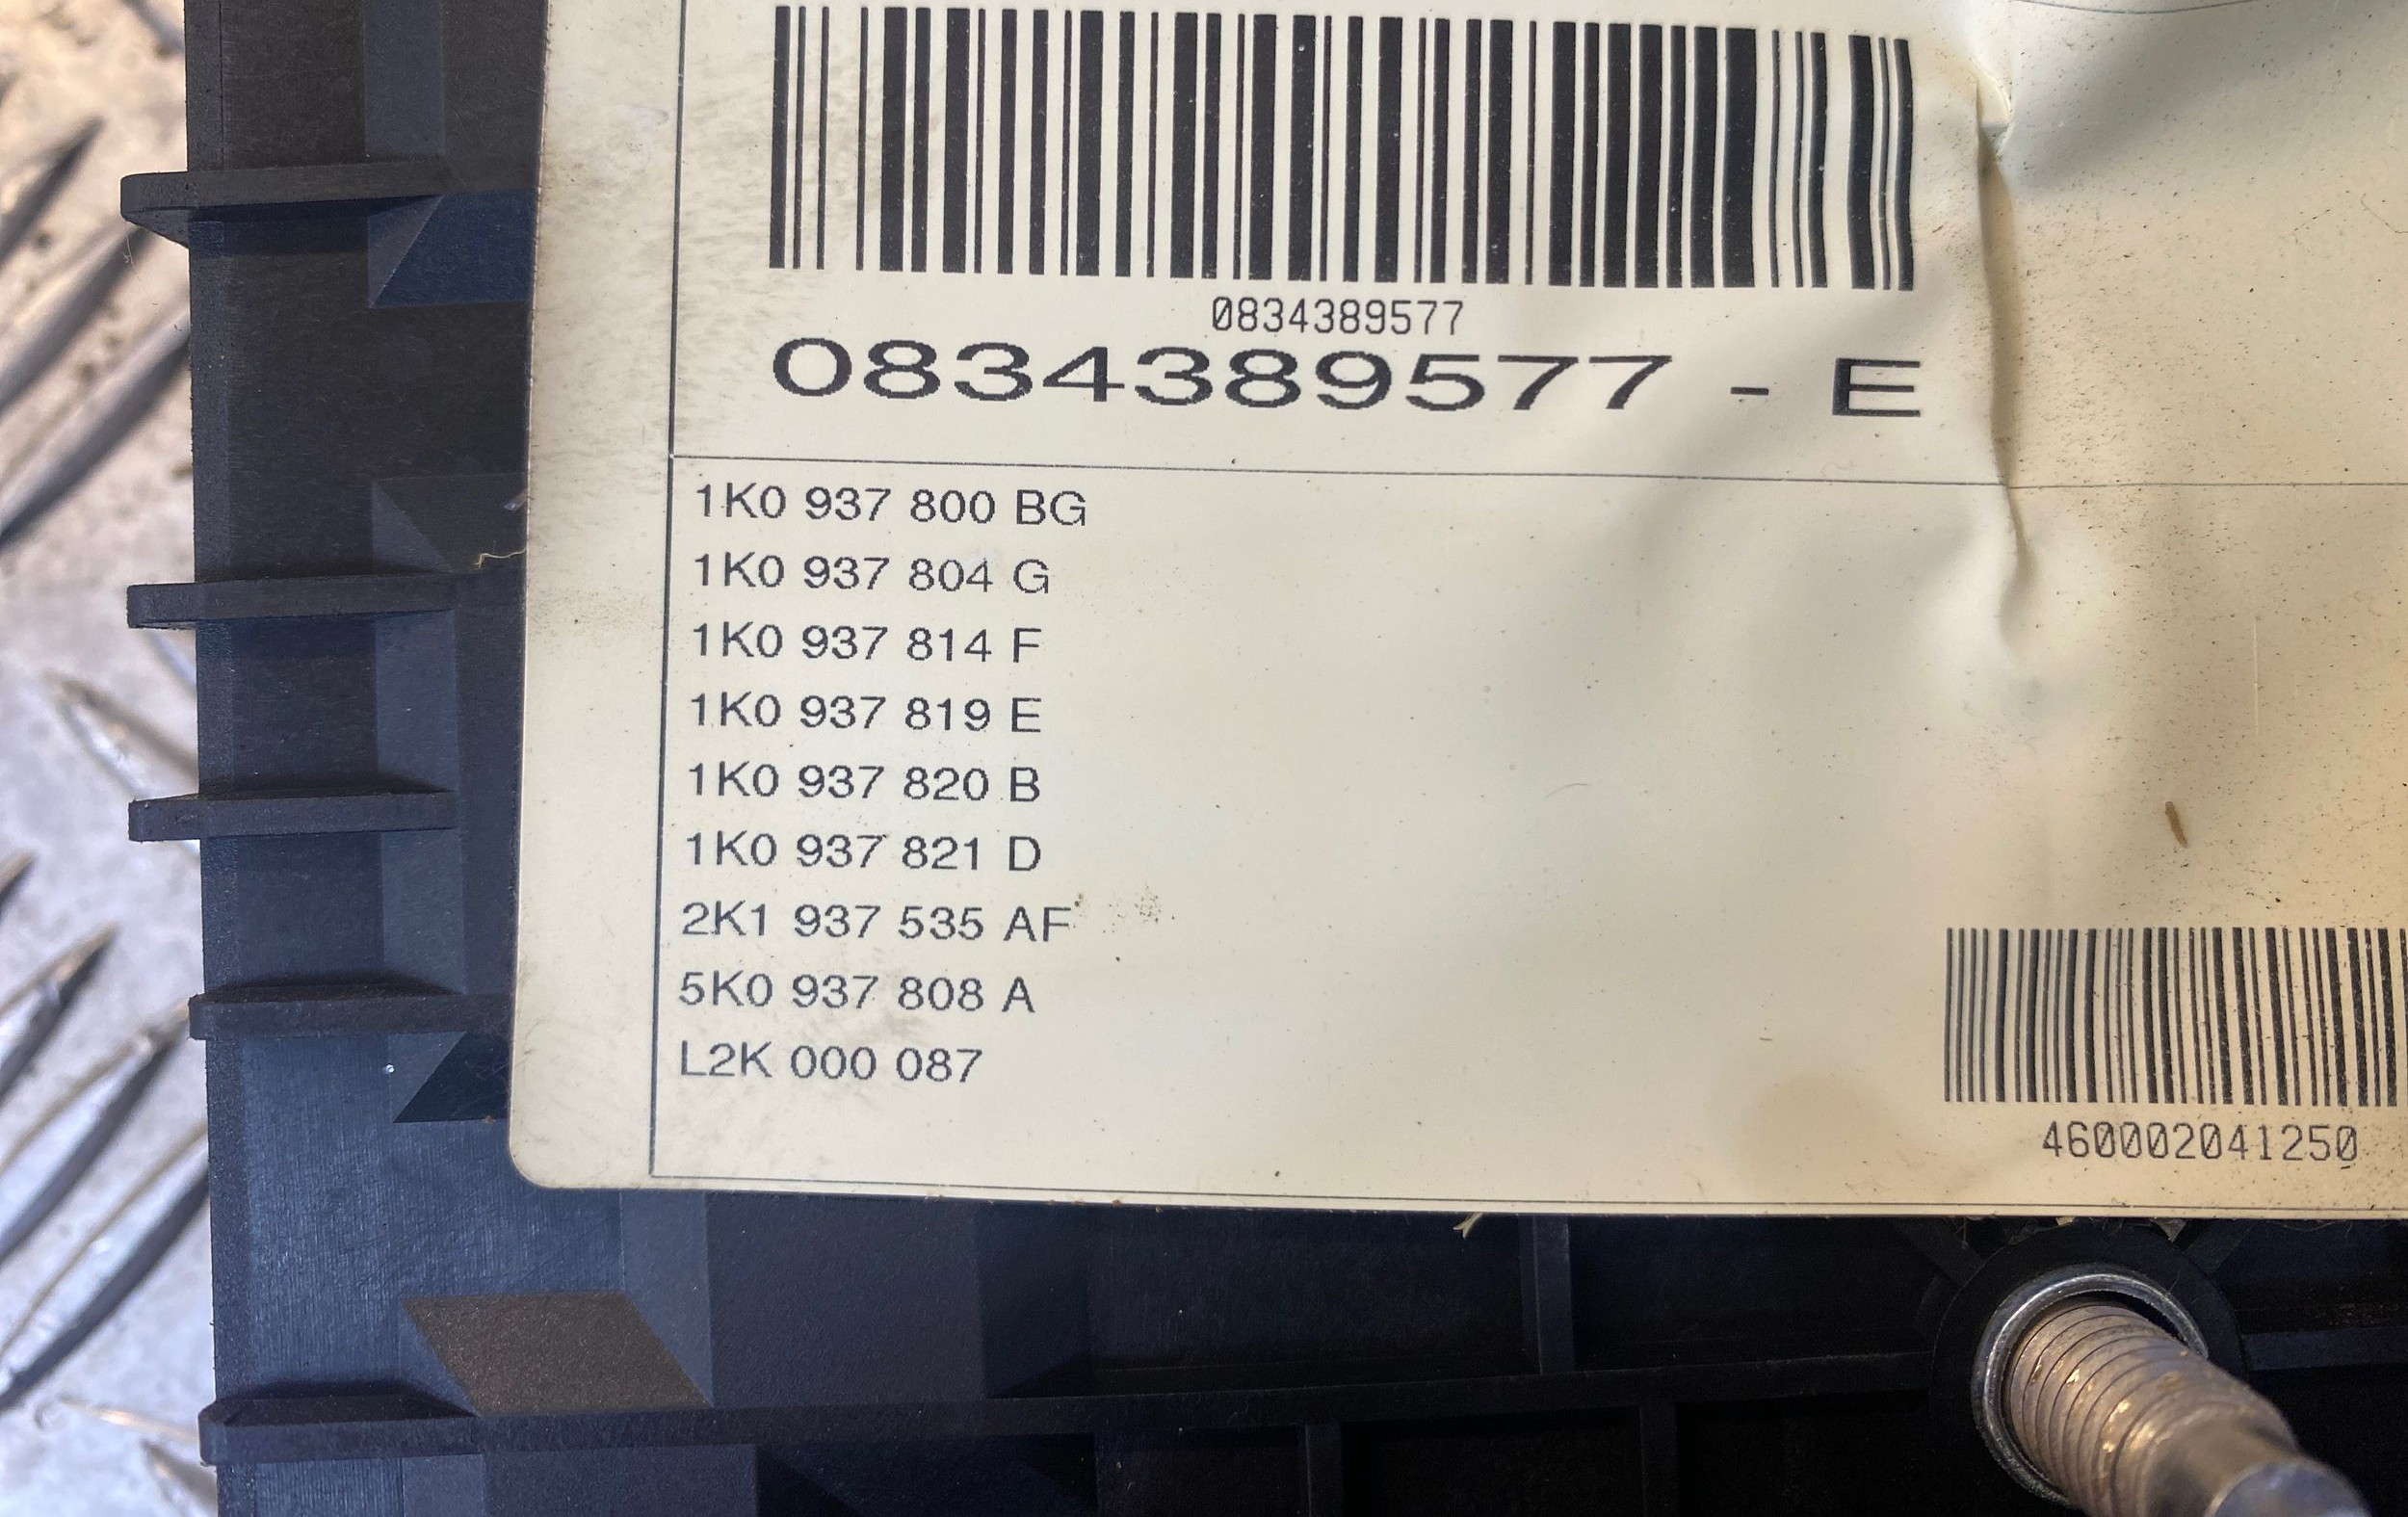 0834389577
0834389577 - E
1K0 937 800 BG
1K0 937 804 G
1K0 937 814 F
1K0 937 819 E
1K0 937 820 B
1K0 937 821 D
2K1 937 535 AF
5K0 937 808 A
L2K 000 087
460002041250